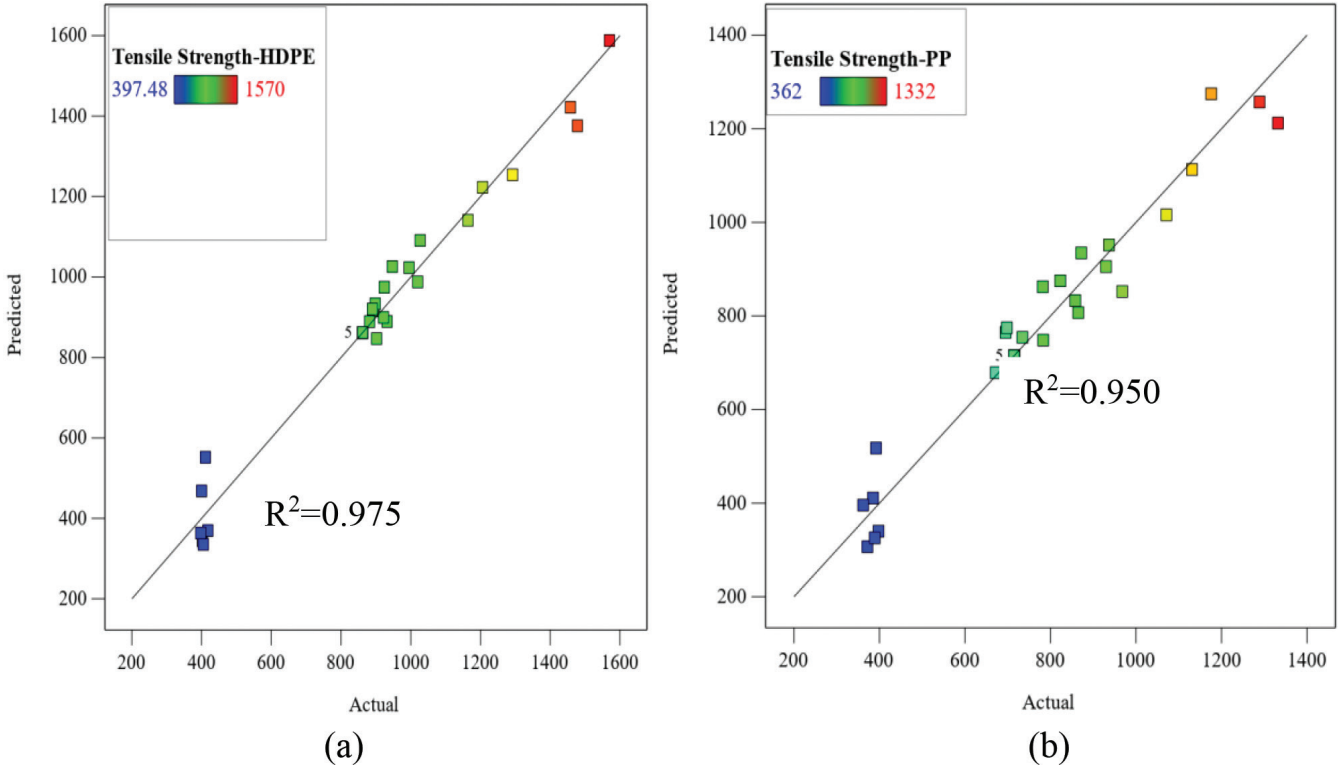 Tensile Strength-HDPE
397.48 1570
1600
1400
1200
1000
800
600
400
200
Predicted
5
R²=0.975
200 400 600 800 1000 1200 1400 1600
Actual
(a)
Tensile Strength-PP
362 1332
1400
1200
1000
800
600
400
200
Predicted
5
R²=0.950
200 400 600 800 1000 1200 1400
Actual
(b)